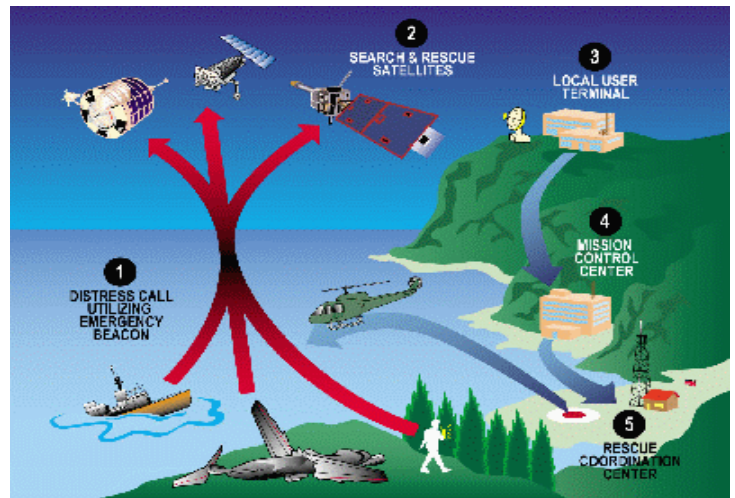 1
DISTRESS CALL
UTILIZING
EMERGENCY
BEACON
2
SEARCH & RESCUE
SATELLITES
3
LOCAL USER
TERMINAL
4
MISSION
CONTROL
CENTER
5
RESCUE
COORDINATION
CENTER